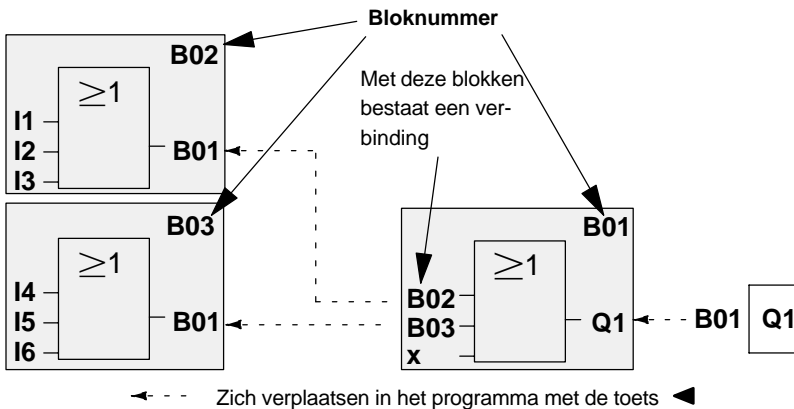 Bloknummer
B02
≥1
I1
I2
I3
B01
Met deze blokken
bestaat een ver-
binding
B03
≥1
I4
I5
I6
B01
B01
≥1
B02
B03
x
Q1
B01
Q1
Zich verplaatsen in het programma met de toets